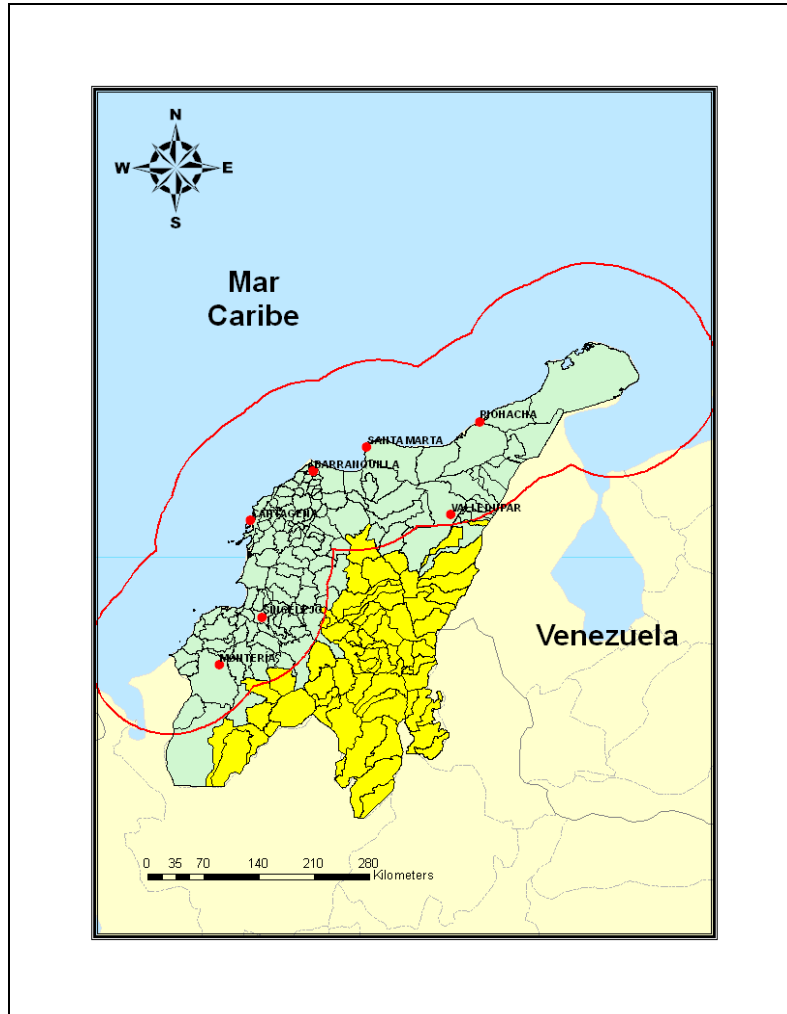 N
W E
S
Mar
Caribe
RIOHACHA
SANTA MARTA
BARRANQUILLA
VALLEDUPAR
CARTAGENA
SINCELEJO
Venezuela
MONTERIA
0 35 70 140 210 280
Kilometers